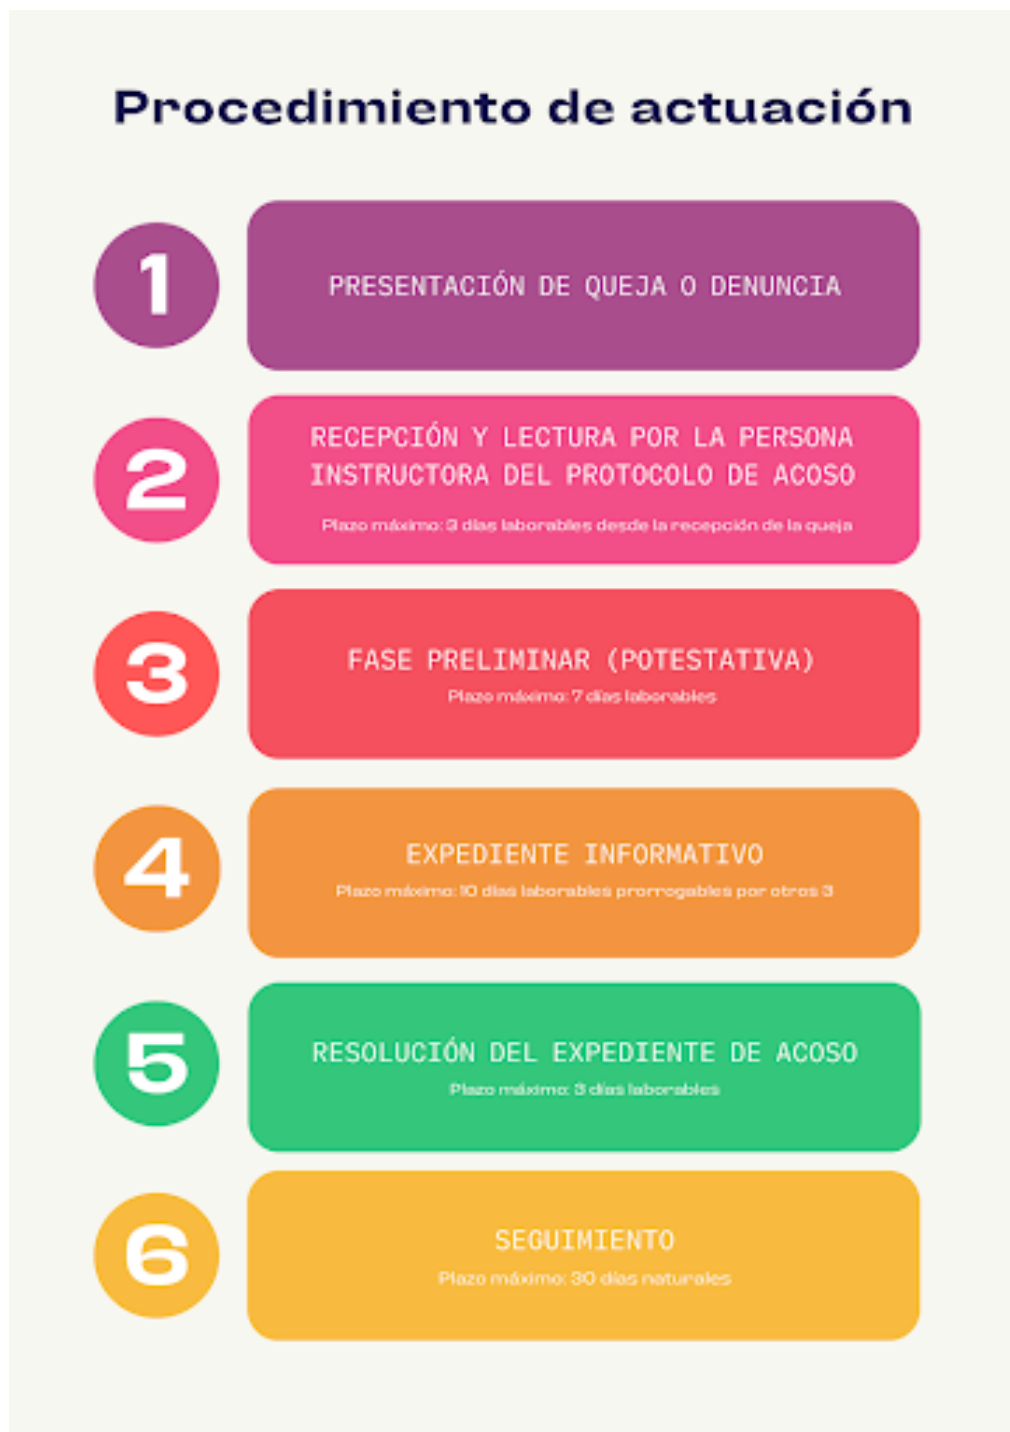 Procedimiento de actuación
1
PRESENTACIÓN DE QUEJA O DENUNCIA
2
RECEPCIÓN Y LECTURA POR LA PERSONA
INSTRUCTORA DEL PROTOCOLO DE ACOSO
Plazo máximo: 3 días laborables desde la recepción de la queja
3
FASE PRELIMINAR (POTESTATIVA)
Plazo máximo: 7 días laborables
4
EXPEDIENTE INFORMATIVO
Plazo máximo: 10 días laborables prorrogables por otros 3
5
RESOLUCIÓN DEL EXPEDIENTE DE ACOSO
Plazo máximo: 3 días laborables
6
SEGUIMIENTO
Plazo máximo: 30 días naturales